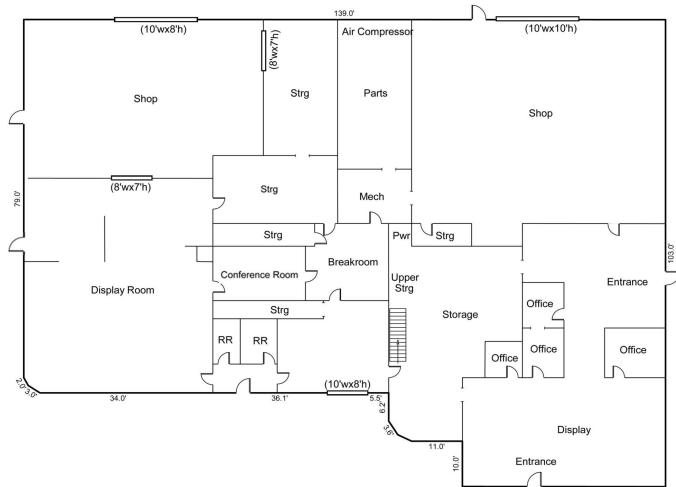 139.0'
(10'wx8'h)
(10'wx10'h)
Air Compressor
(8'wx7'h)
Shop
Strg
Parts
Shop
(8'wx7'h)
Strg
Mech
79.0'
Strg
Pwr
Strg
103.0'
Breakroom
Conference Room
Upper
Strg
Entrance
Display Room
Office
Strg
Storage
RR
RR
Office
Office
Office
(10'wx8'h)
2.0'
3.0'
34.0'
36.1'
5.5'
6.2'
3.6'
Display
11.0'
10.0'
Entrance